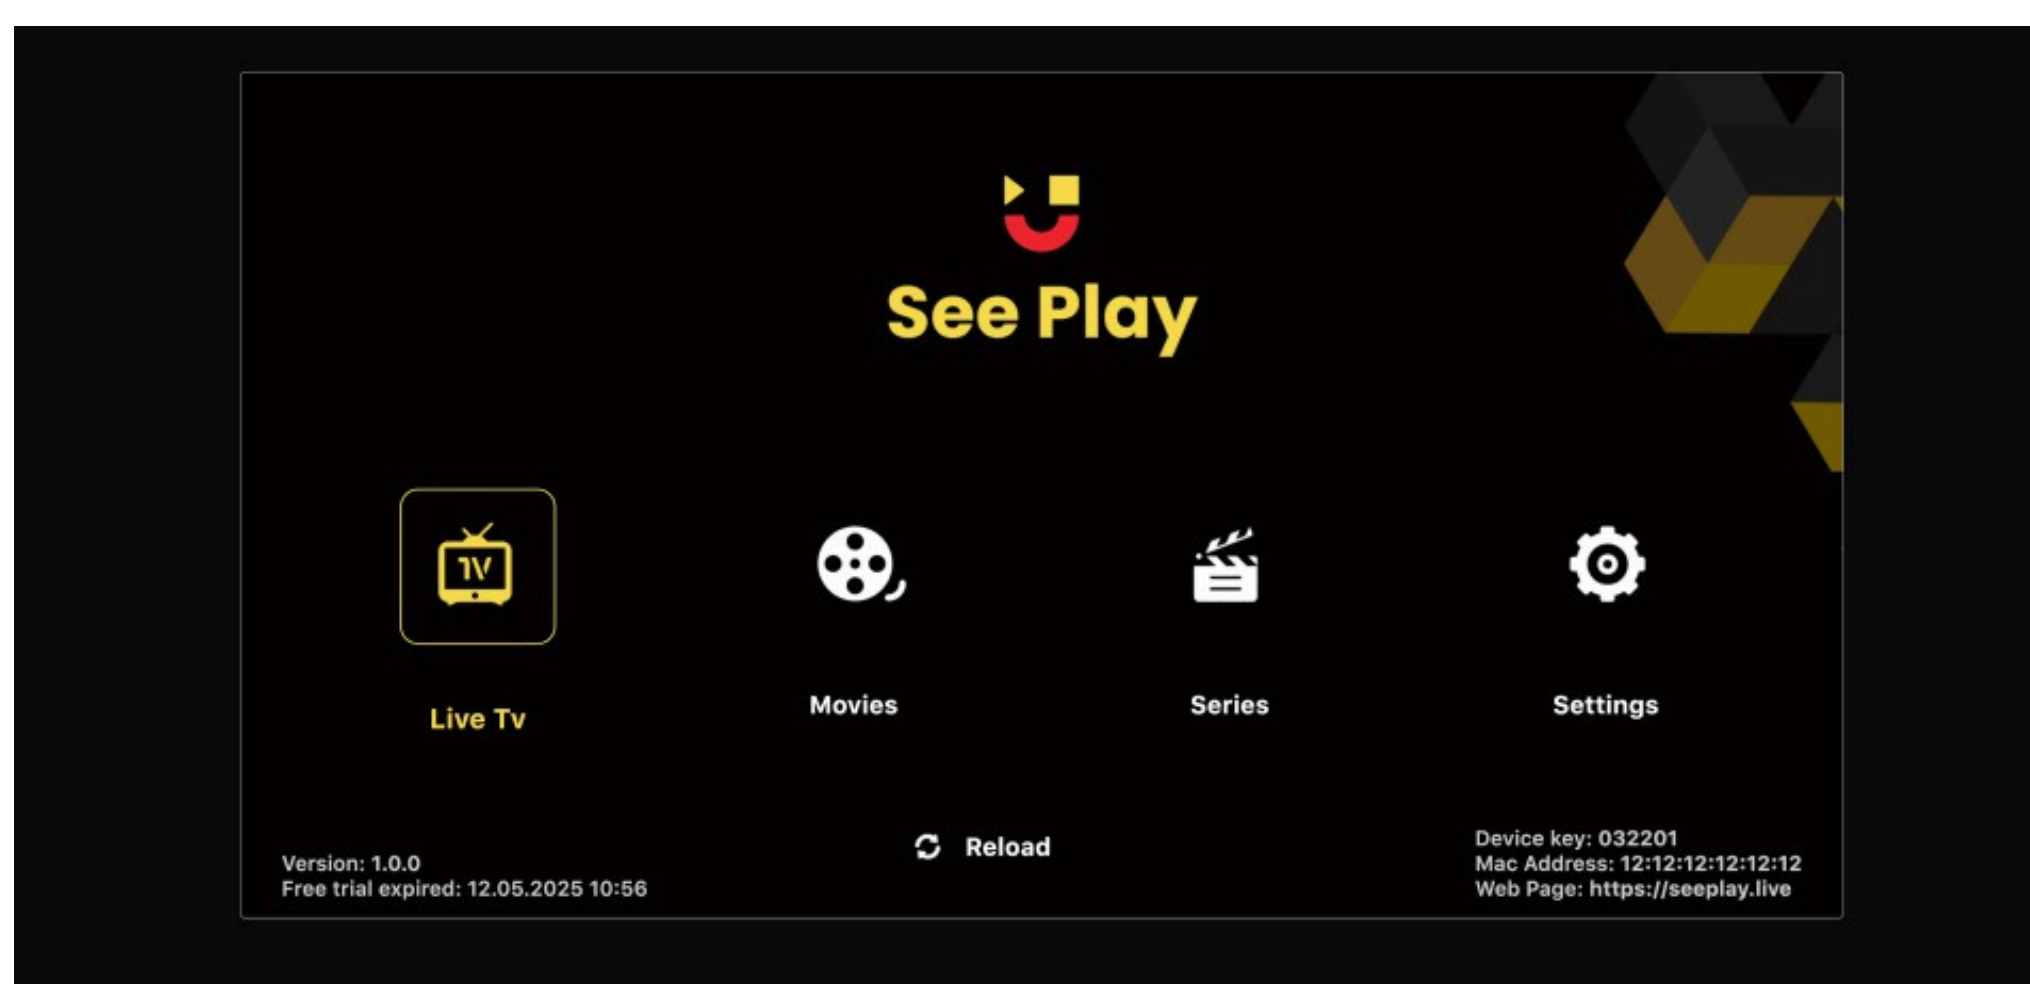 See Play
Live Tv
Movies
Series
Settings
Reload
Version: 1.0.0
Free trial expired: 12.05.2025 10:56
Device key: 032201
Mac Address: 12:12:12:12:12:12
Web Page: https://seeplay.live